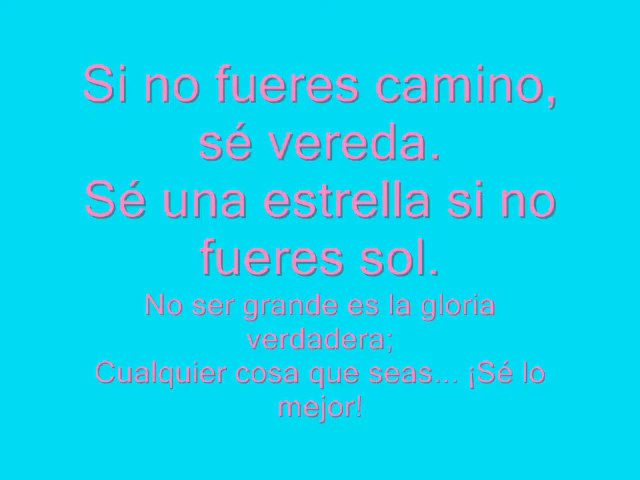 Si no fueres camino,
sé vereda.
Sé una estrella si no
fueres sol.
No ser grande es la gloria
verdadera;
Cualquier cosa que seas... ¡Sé lo
mejor!